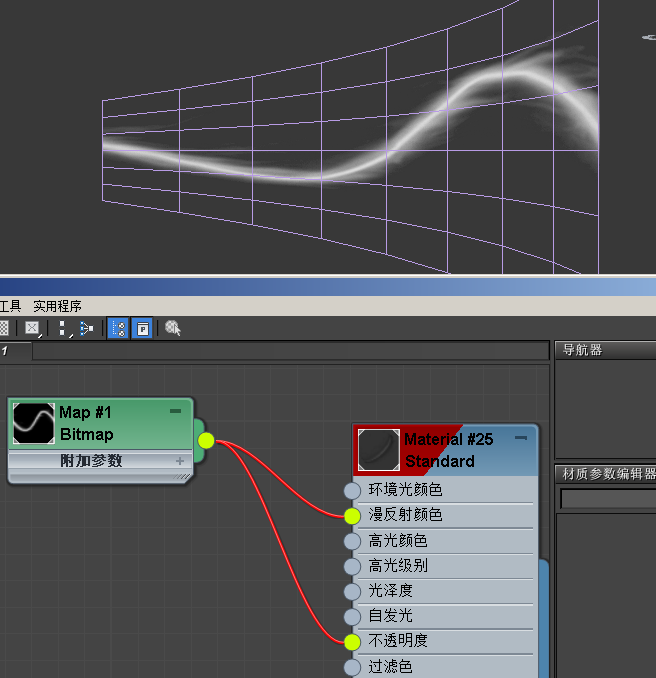 工具 实用程序
1
导航器
Map #1
Bitmap
附加参数
Material #25
Standard
材质参数编辑器
环境光颜色
漫反射颜色
高光颜色
高光级别
光泽度
自发光
不透明度
过滤色